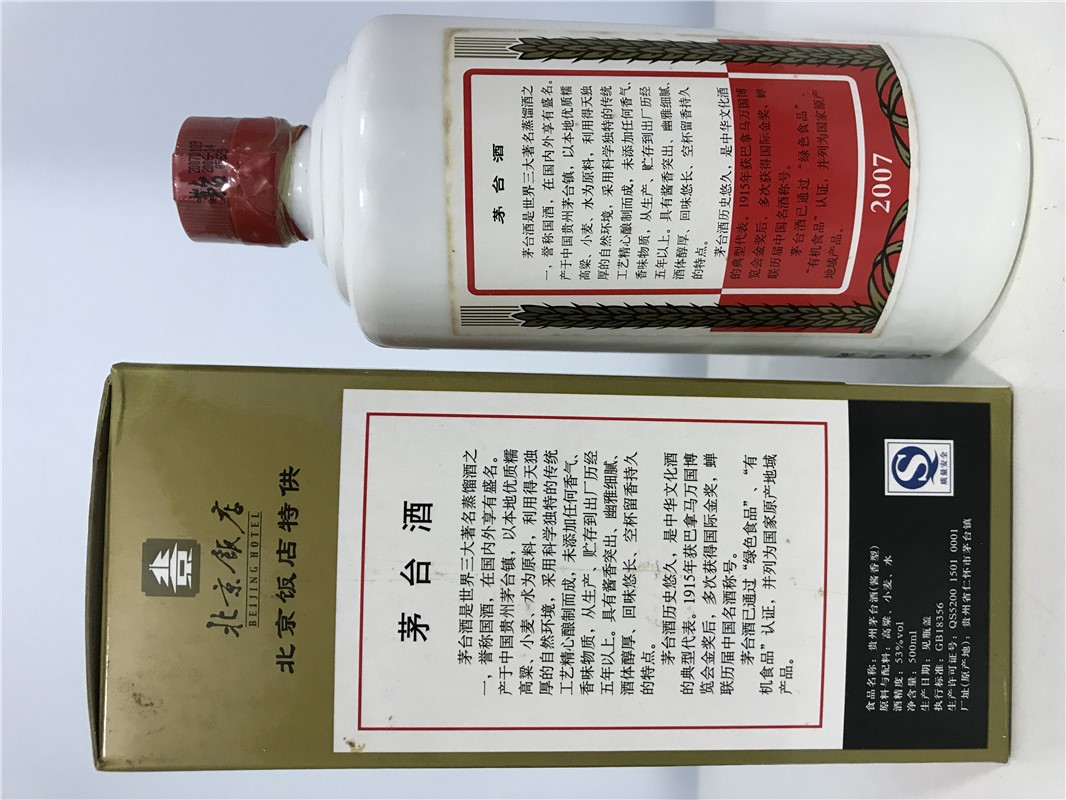 茅台酒
茅台酒是世界三大著名蒸馏酒之
一，誉称国酒，在国内外享有盛名。
产于中国贵州茅台镇，以本地优质糯
高粱、小麦、水为原料，利用得天独
厚的自然环境，采用科学独特的传统
工艺精心酿制而成，未添加任何香气、
香味物质，从生产、贮存到出厂历经
五年以上。具有酱香突出、幽雅细腻、
酒体醇厚、回味悠长、空杯留香持久
的特点。
茅台酒历史悠久，是中华文化酒
的典型代表。1915年获巴拿马万国博
览会金奖后，多次获得国际金奖，蝉
联历届中国名酒称号。
茅台酒已通过“绿色食品”、
“有机食品”认证，并列为国家原产
地域产品。
2007
北京饭店
BEIJING HOTEL
北京饭店特供
茅台酒
茅台酒是世界三大著名蒸馏酒之
一，誉称国酒，在国内外享有盛名。
产于中国贵州茅台镇，以本地优质糯
高粱、小麦、水为原料，利用得天独
厚的自然环境，采用科学独特的传统
工艺精心酿制而成，未添加任何香气、
香味物质，从生产、贮存到出厂历经
五年以上。具有酱香突出、幽雅细腻、
酒体醇厚、回味悠长、空杯留香持久
的特点。
茅台酒历史悠久，是中华文化酒
的典型代表。1915年获巴拿马万国博
览会金奖后，多次获得国际金奖，蝉
联历届中国名酒称号。
茅台酒已通过“绿色食品”、“有
机食品”认证，并列为国家原产地域
产品。
质量安全
食品名称：贵州茅台酒(酱香型)
原料与配料：高粱、小麦、水
酒精度：53%vol
净含量：500ml
生产日期：见瓶盖
执行标准：GB18356
生产许可证号：QS5200 1501 0001
厂址(原产地)：贵州省仁怀市茅台镇